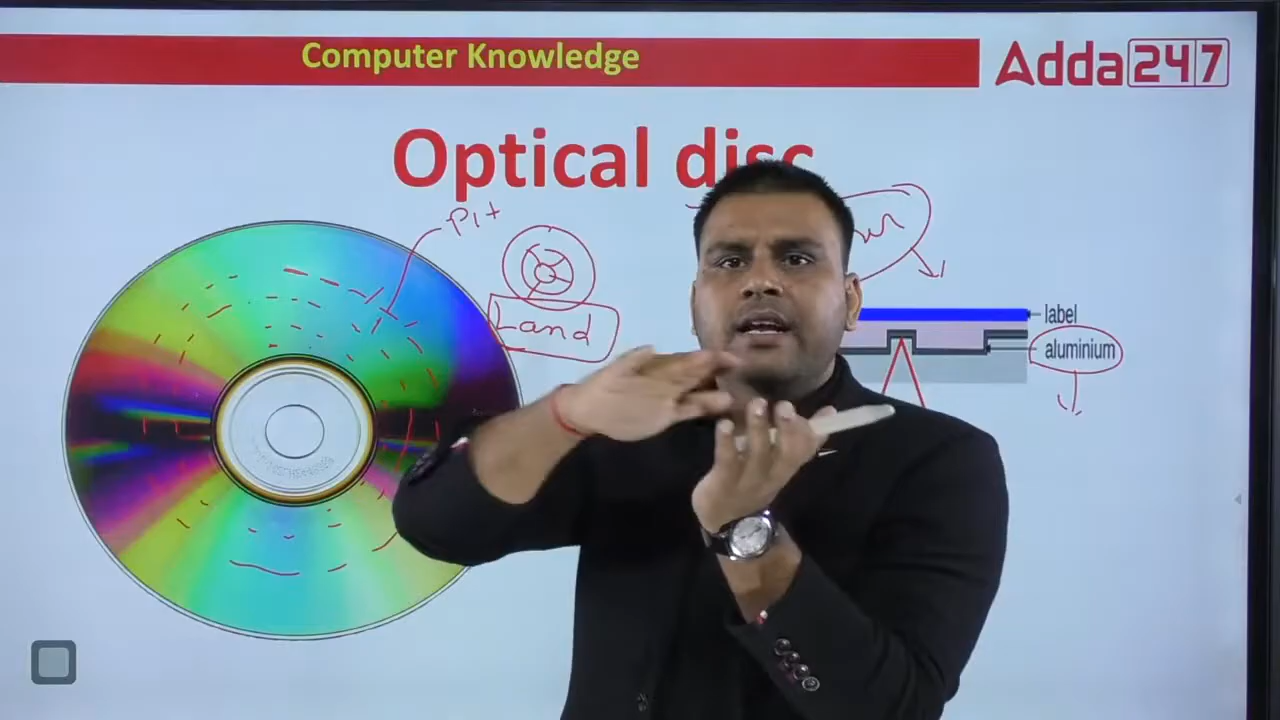 Computer Knowledge
Adda247
Optical disc
Pit
Land
label
aluminium